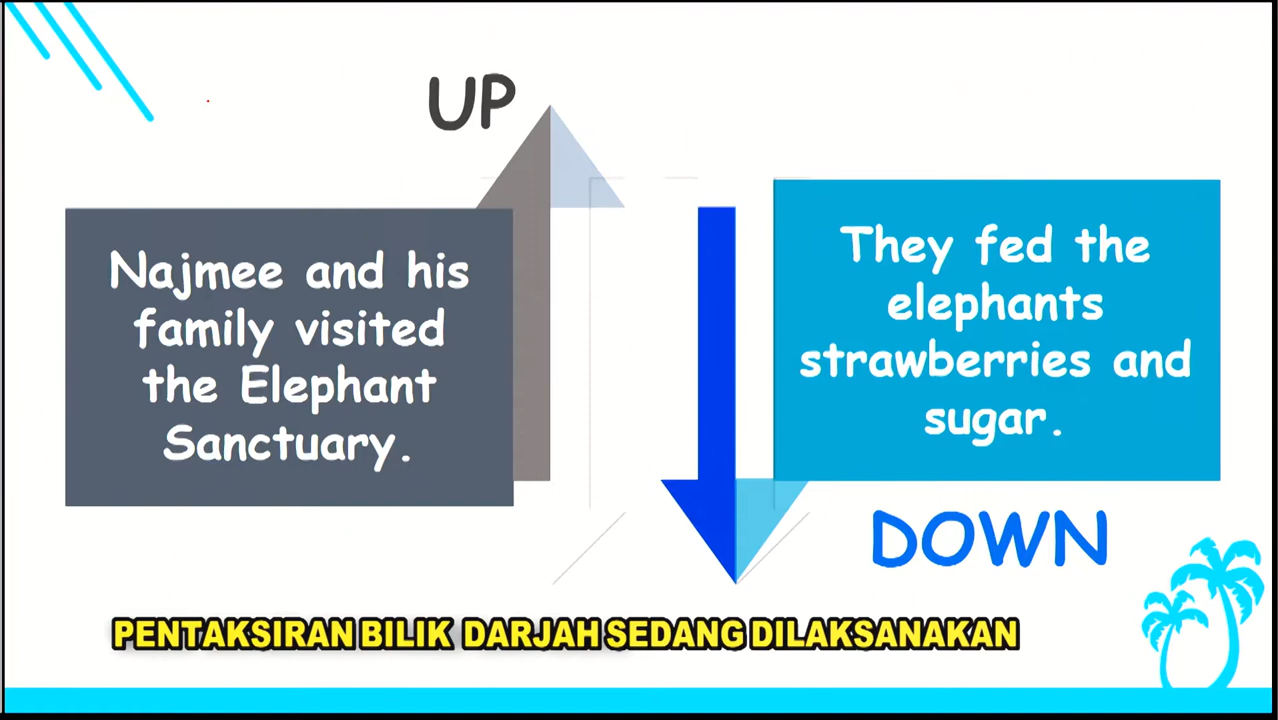 UP
Najmee and his
family visited
the Elephant
Sanctuary.
They fed the
elephants
strawberries and
sugar.
DOWN
PENTAKSIRAN BILIK DARJAH SEDANG DILAKSANAKAN